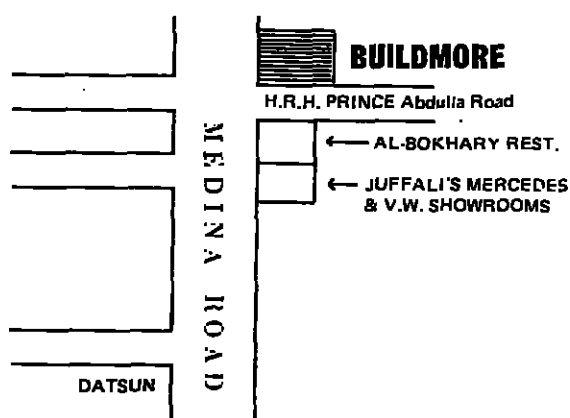 BUILDMORE
H.R.H. PRINCE Abdulla Road
AL-BOKHARY REST.
JUFFALI'S MERCEDES
& V.W. SHOWROOMS
MEDINA ROAD
DATSUN